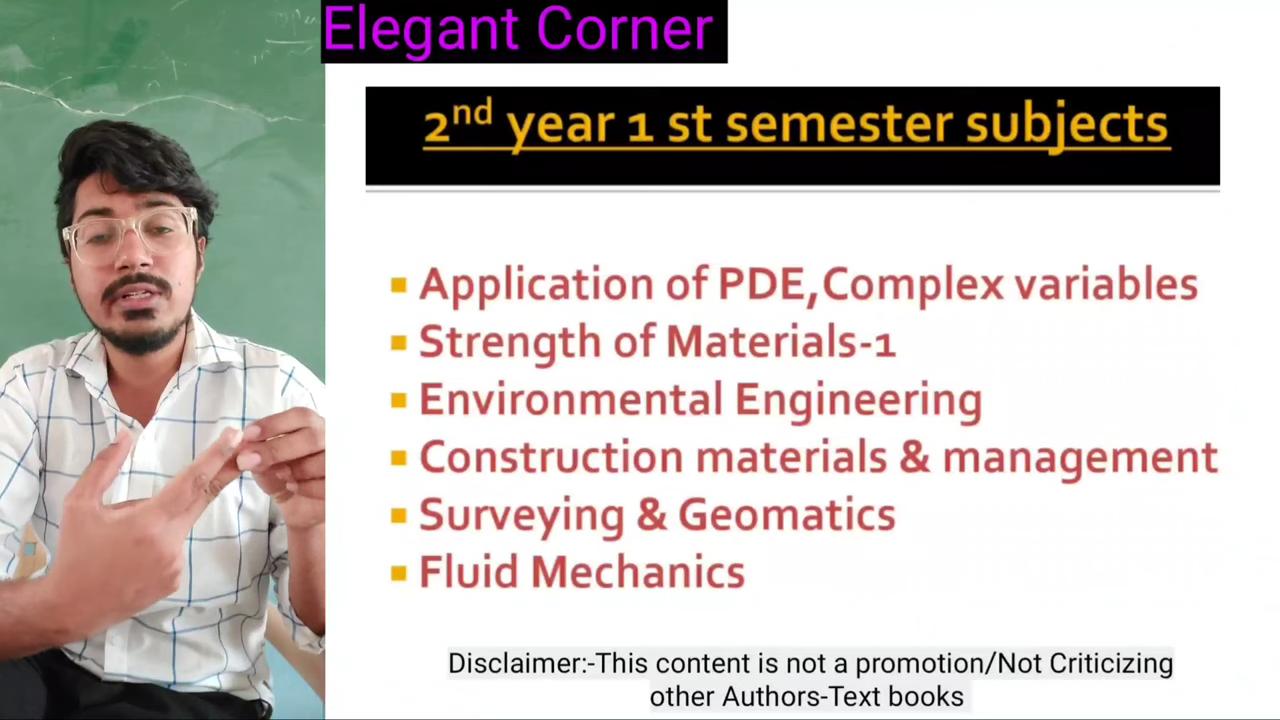 Elegant Corner
2nd year 1 st semester subjects
Application of PDE,Complex variables
Strength of Materials-1
Environmental Engineering
Construction materials & management
Surveying & Geomatics
Fluid Mechanics
Disclaimer:-This content is not a promotion/Not Criticizing
other Authors-Text books